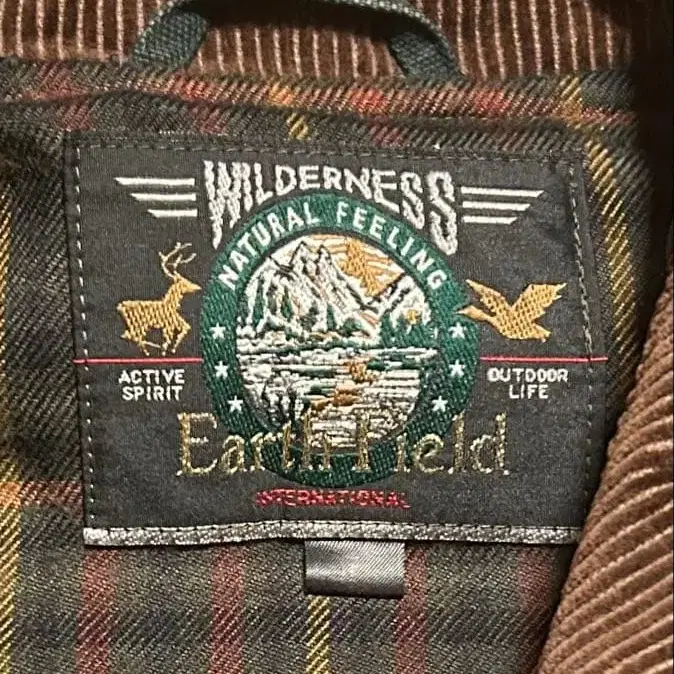 WILDERNESS
NATURAL FEELING
ACTIVE
SPIRIT
OUTDOOR
LIFE
Earth Field
INTERNATIONAL